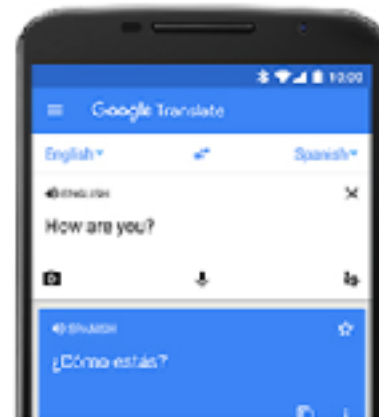 10:00
Google Translate
English Spanish
ENGLISH
How are you?
SPANISH
¿Cómo estás?